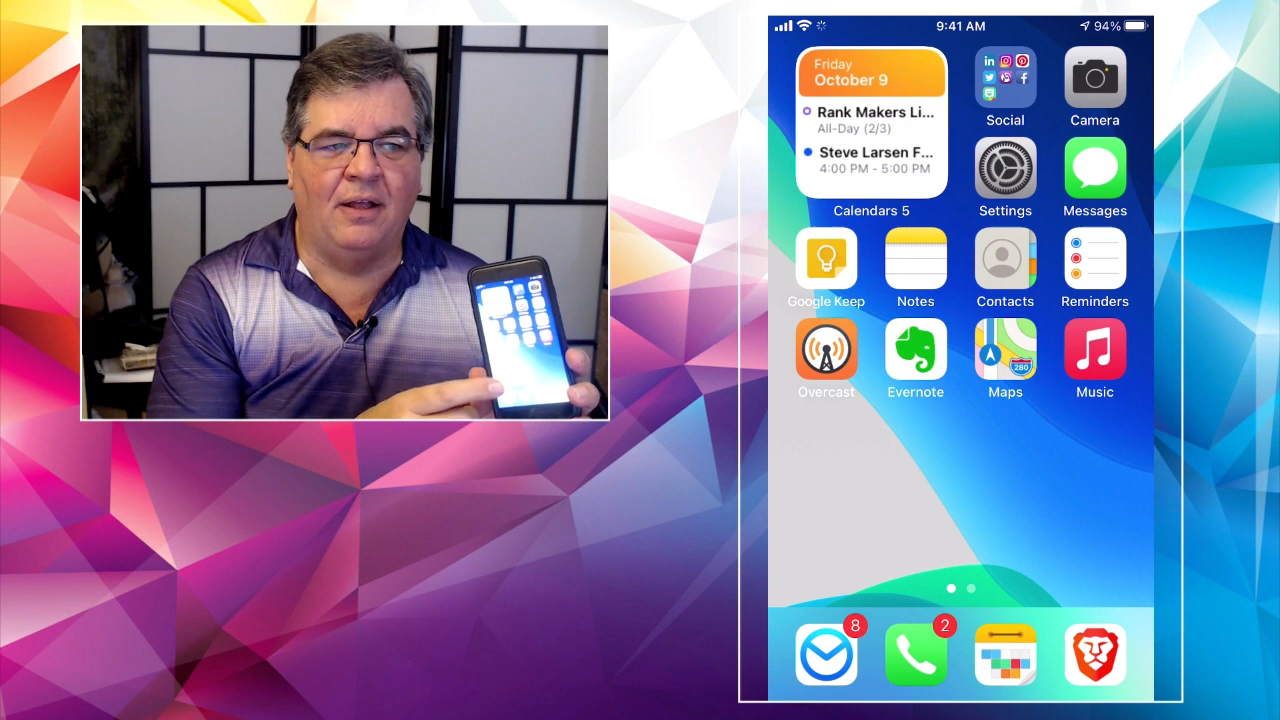 9:41 AM
94%
Friday
October 9
Rank Makers Li...
All-Day (2/3)
Steve Larsen F...
4:00 PM - 5:00 PM
Calendars 5
Social
Camera
Settings
Messages
Google Keep
Notes
Contacts
Reminders
280
Overcast
Evernote
Maps
Music
8
2